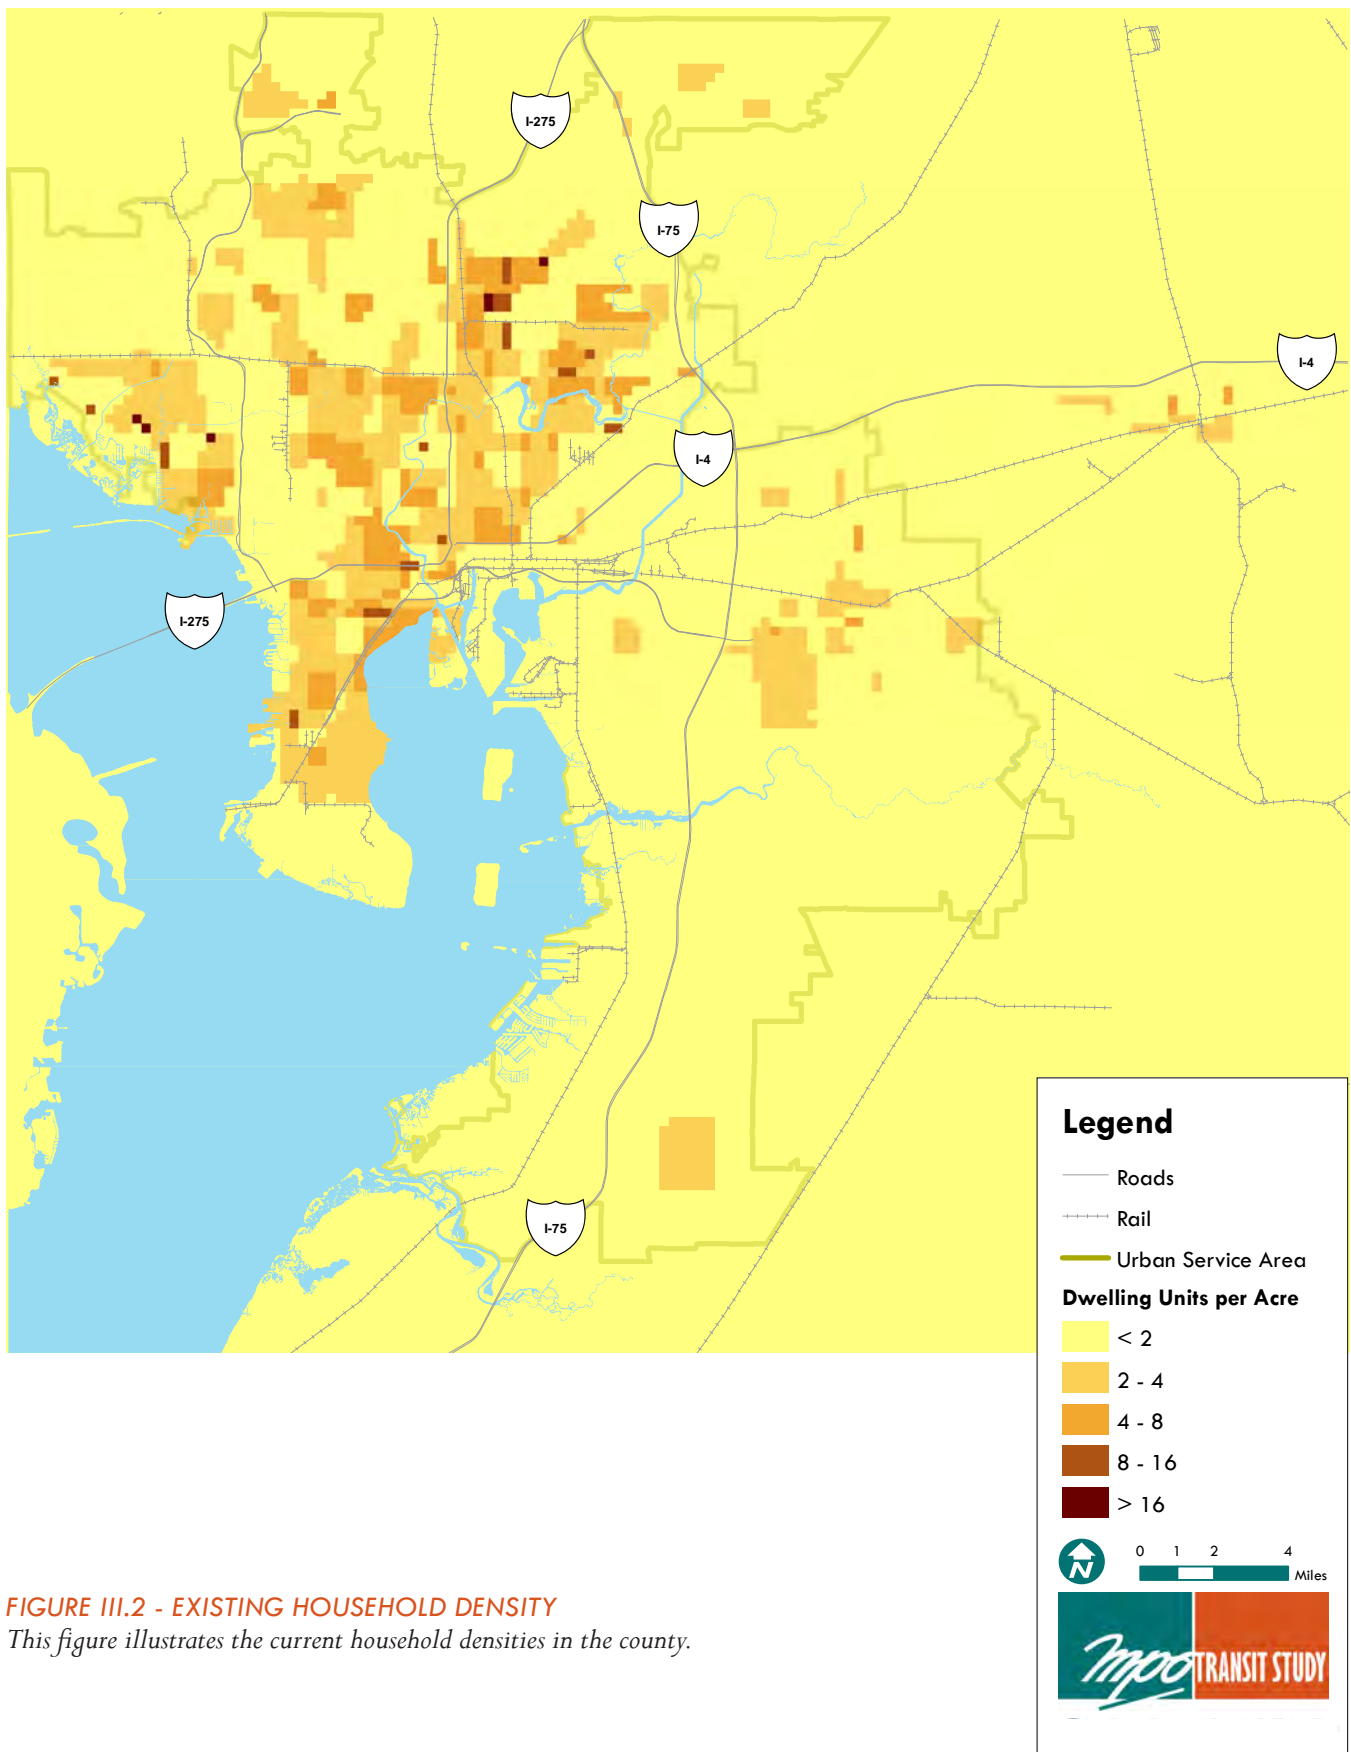 I-275
I-75
I-4
I-4
I-275
I-75
Legend
Roads
Rail
Urban Service Area
Dwelling Units per Acre
< 2
2 - 4
4 - 8
8 - 16
> 16
N
0 1 2 4
Miles
mpo TRANSIT STUDY
FIGURE III.2 - EXISTING HOUSEHOLD DENSITY
This figure illustrates the current household densities in the county.